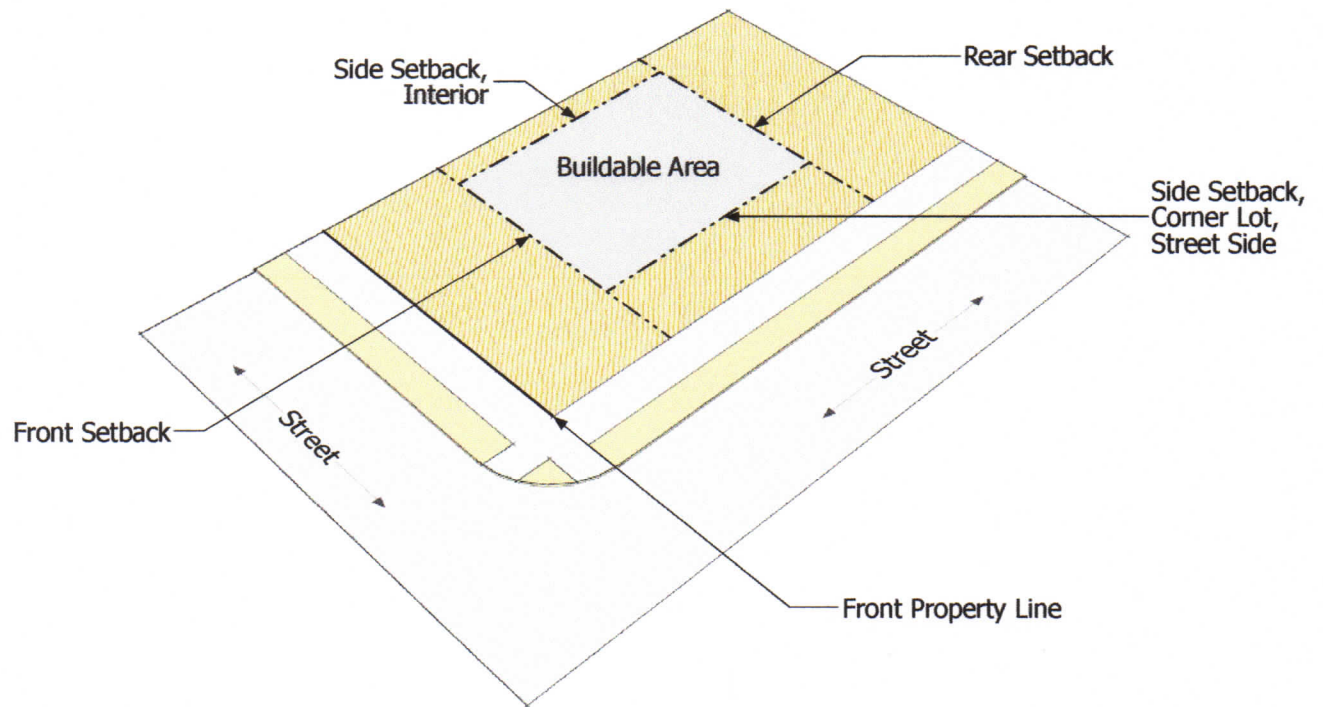 Side Setback,
Interior
Rear Setback
Buildable Area
Side Setback,
Corner Lot,
Street Side
Street
Front Setback
Street
Front Property Line